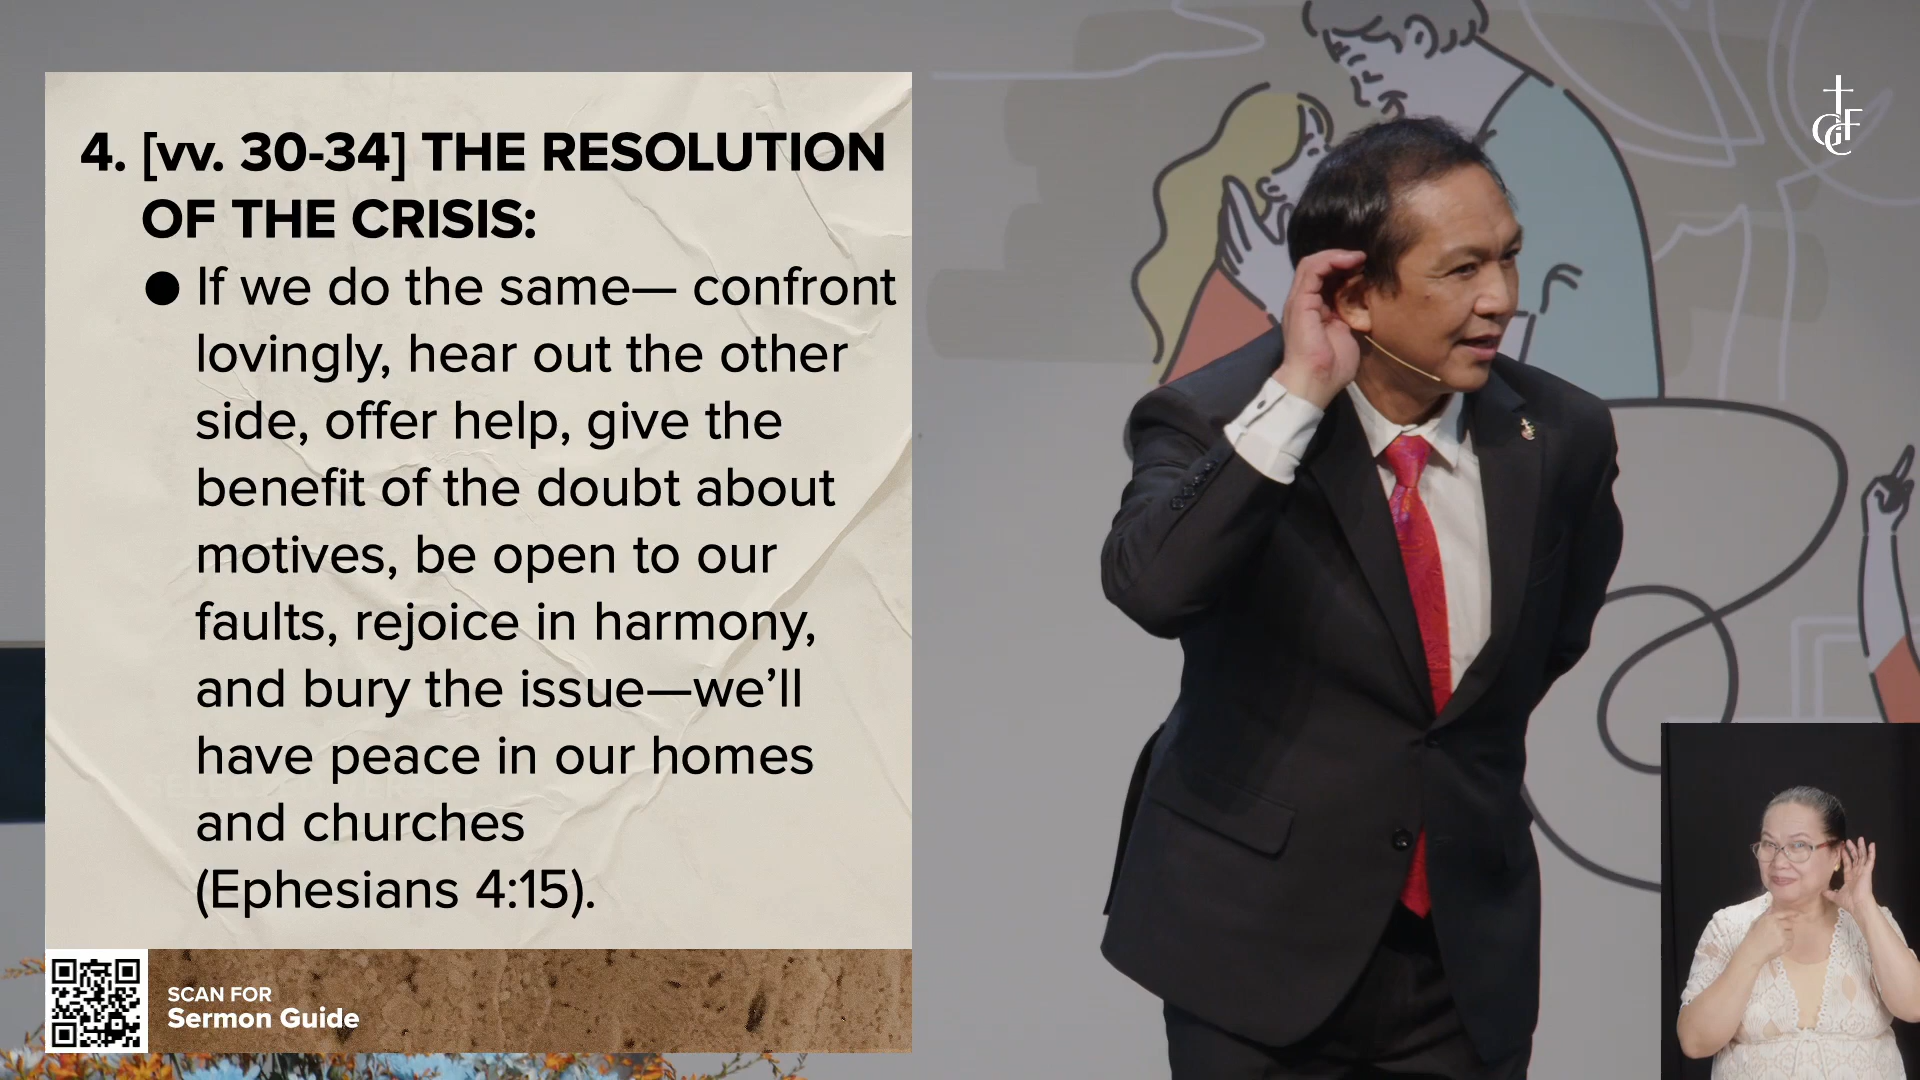 4. [vv. 30-34] THE RESOLUTION
OF THE CRISIS:
● If we do the same— confront
lovingly, hear out the other
side, offer help, give the
benefit of the doubt about
motives, be open to our
faults, rejoice in harmony,
and bury the issue—we’ll
have peace in our homes
and churches
(Ephesians 4:15).
SCAN FOR
Sermon Guide